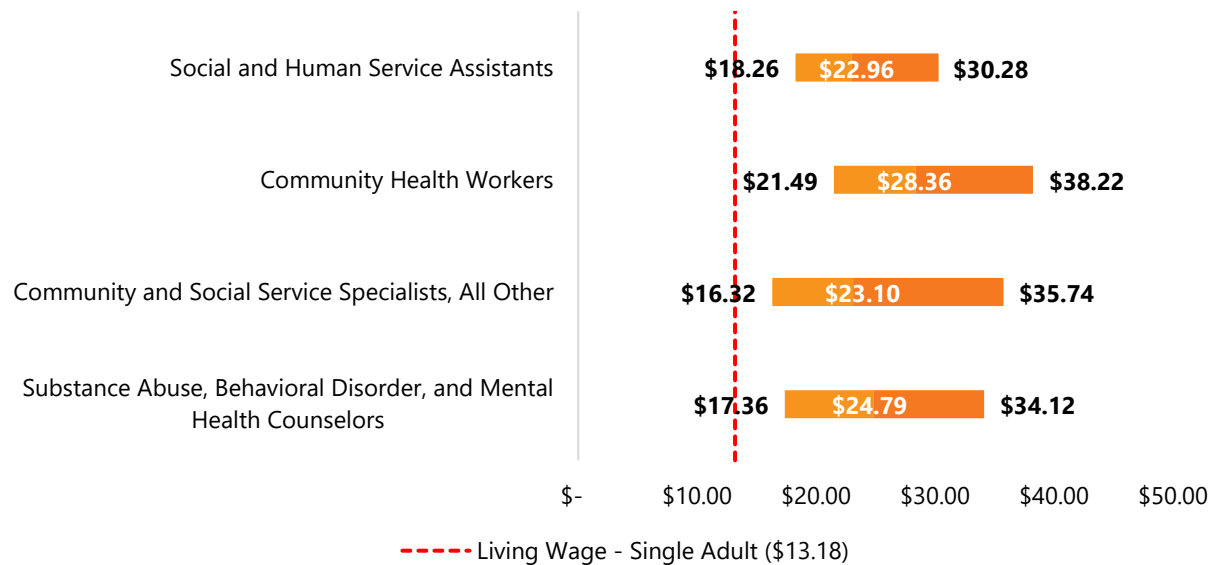 Social and Human Service Assistants
$18.26 $22.96 $30.28
Community Health Workers
$21.49 $28.36 $38.22
Community and Social Service Specialists, All Other
$16.32 $23.10 $35.74
Substance Abuse, Behavioral Disorder, and Mental
Health Counselors
$17.36 $24.79 $34.12
$- $10.00 $20.00 $30.00 $40.00 $50.00
Living Wage - Single Adult ($13.18)